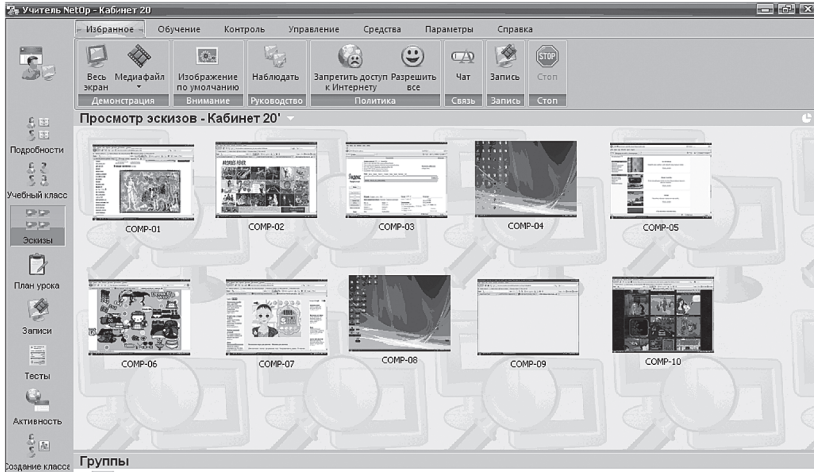 Учитель NetOp - Кабинет 20
Избранное Обучение Контроль Управление Средства Параметры Справка
Весь экран Медиафайл Изображение по умолчанию Наблюдать Запретить доступ к Интернету Разрешить все Чат Запись Стоп
Демонстрация Внимание Руководство Политика Связь Запись Стоп
Просмотр эскизов - Кабинет 20'
Подробности
Учебный класс
Эскизы
План урока
Записи
Тесты
Активность
Создание класса
COMP-01 COMP-02 COMP-03 COMP-04 COMP-05
COMP-06 COMP-07 COMP-08 COMP-09 COMP-10
Группы